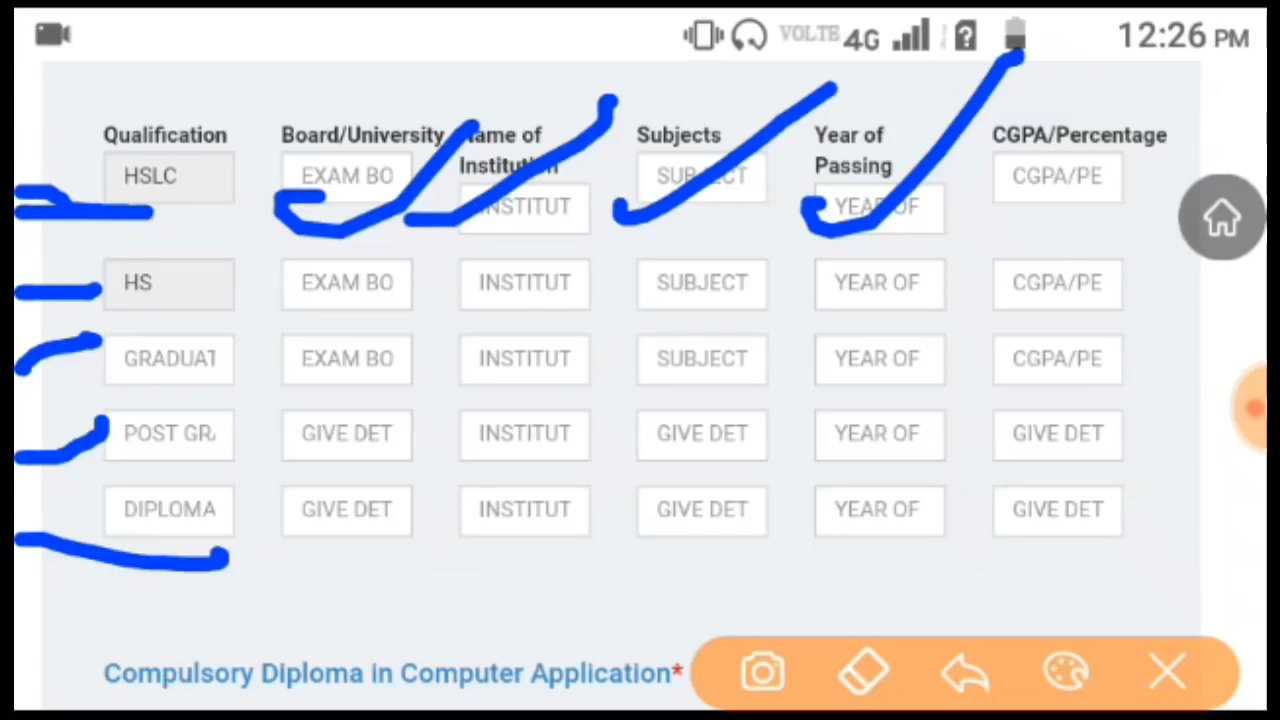 VOLTE 4G 12:26 PM
Qualification Board/University Name of Institution Subjects Year of Passing CGPA/Percentage
HSLC EXAM BO INSTITUT SUBJECT YEAR OF CGPA/PE
HS EXAM BO INSTITUT SUBJECT YEAR OF CGPA/PE
GRADUAT EXAM BO INSTITUT SUBJECT YEAR OF CGPA/PE
POST GR GIVE DET INSTITUT GIVE DET YEAR OF GIVE DET
DIPLOMA GIVE DET INSTITUT GIVE DET YEAR OF GIVE DET
Compulsory Diploma in Computer Application*